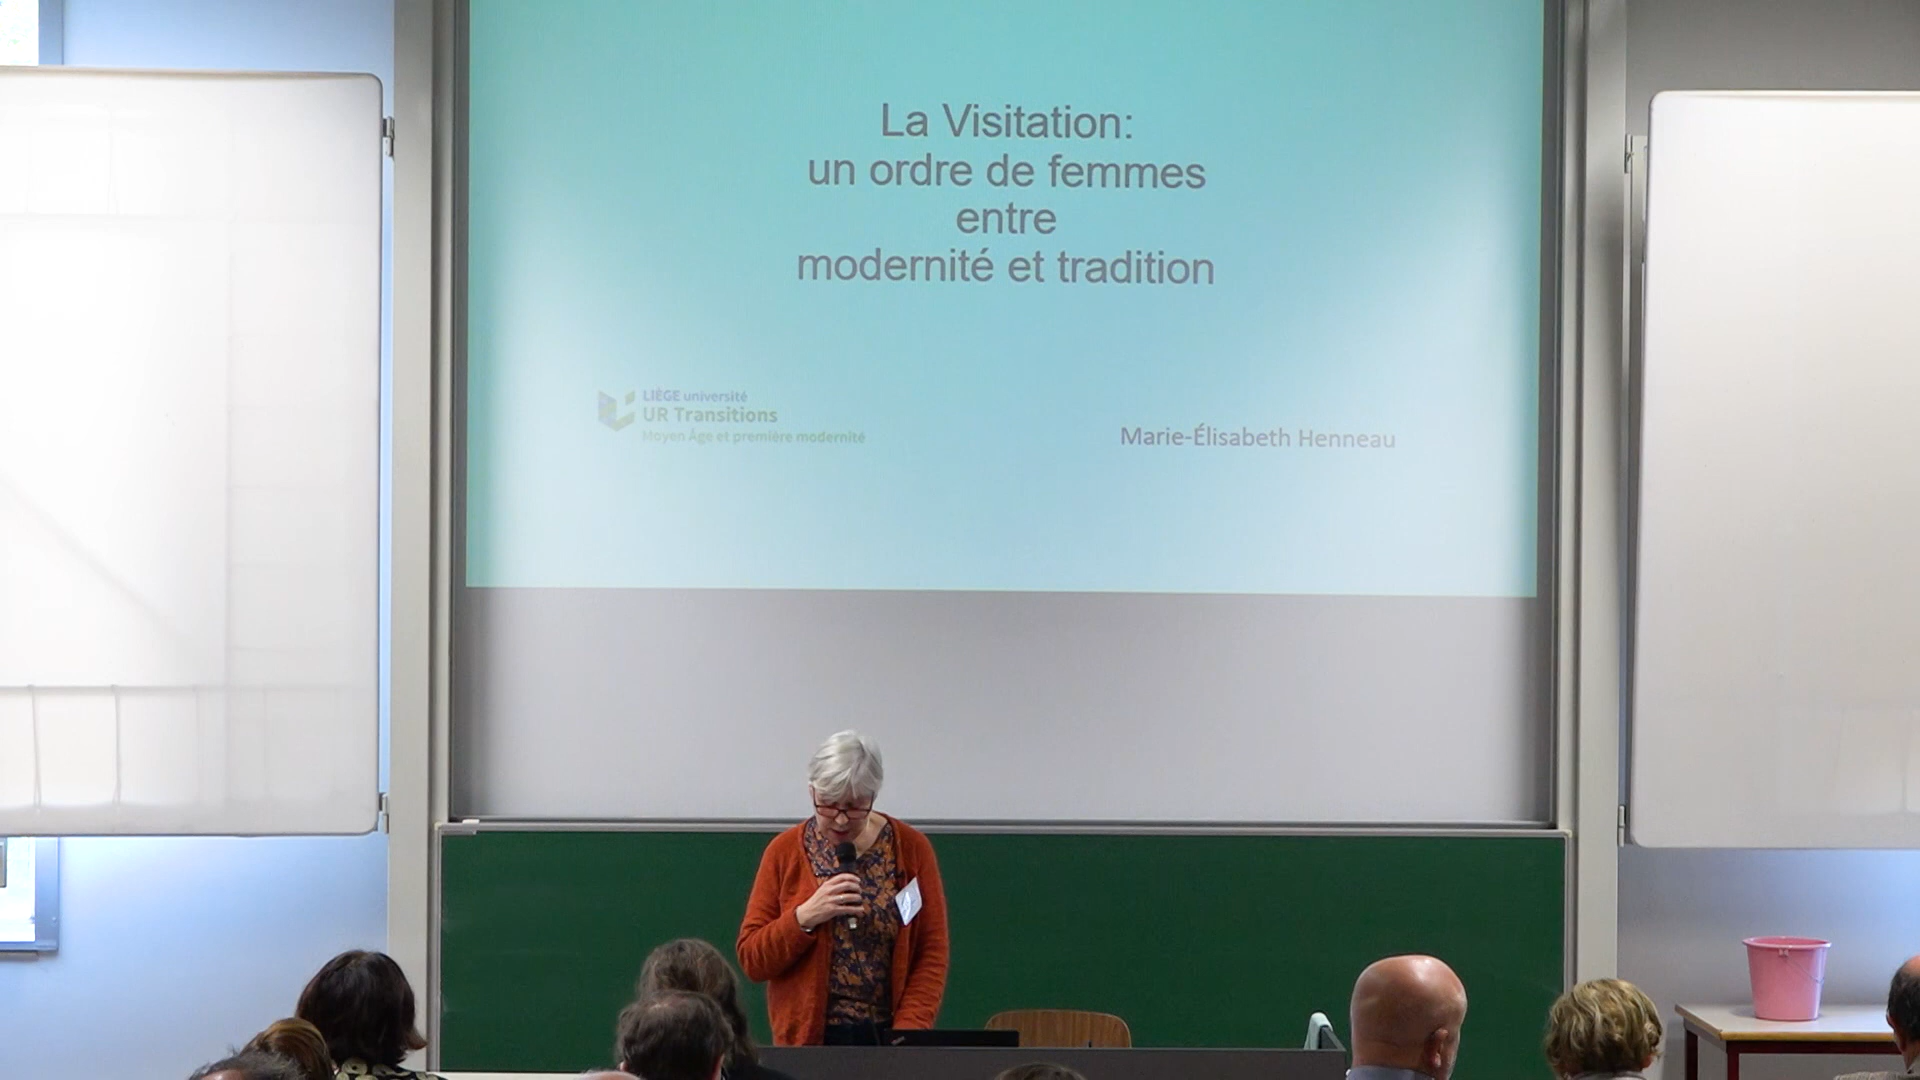 La Visitation:
un ordre de femmes
entre
modernité et tradition
LIÈGE université
UR Transitions
Moyen Âge et première modernité
Marie-Élisabeth Henneau